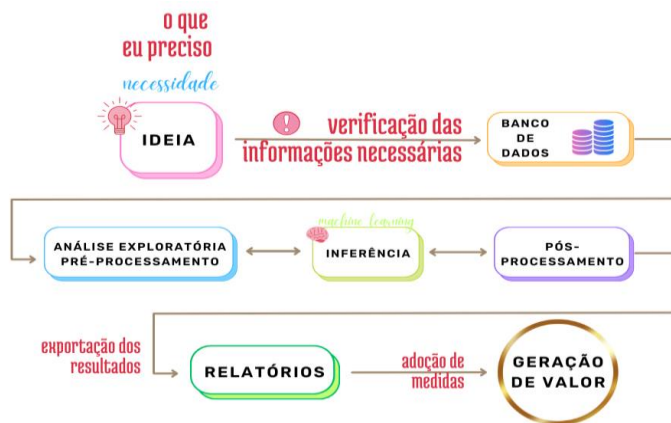 o que
eu preciso
necessidade
IDEIA
verificação das
informações necessárias
BANCO
DE
DADOS
ANÁLISE EXPLORATÓRIA
PRÉ-PROCESSAMENTO
machine learning
INFERÊNCIA
PÓS-
PROCESSAMENTO
exportação dos
resultados
RELATÓRIOS
adoção de
medidas
GERAÇÃO
DE VALOR